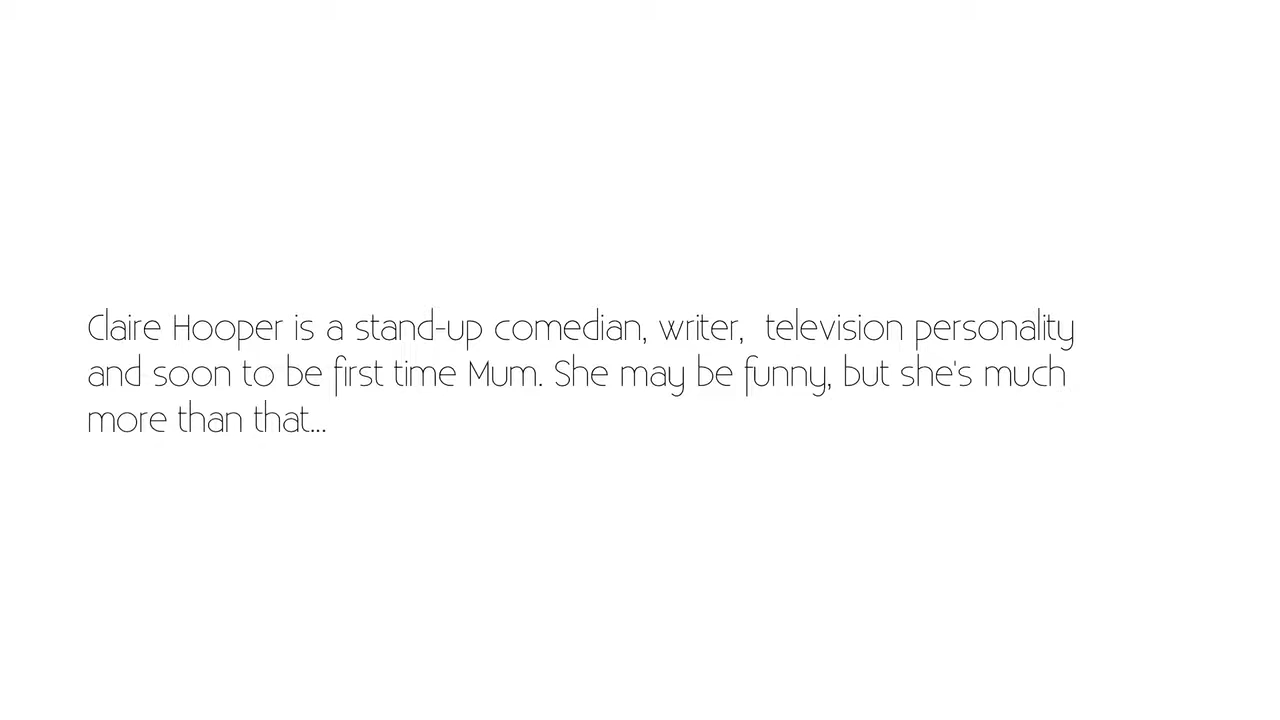 Claire Hooper is a stand-up comedian, writer,  television personality
and soon to be first time Mum. She may be funny, but she's much
more than that...